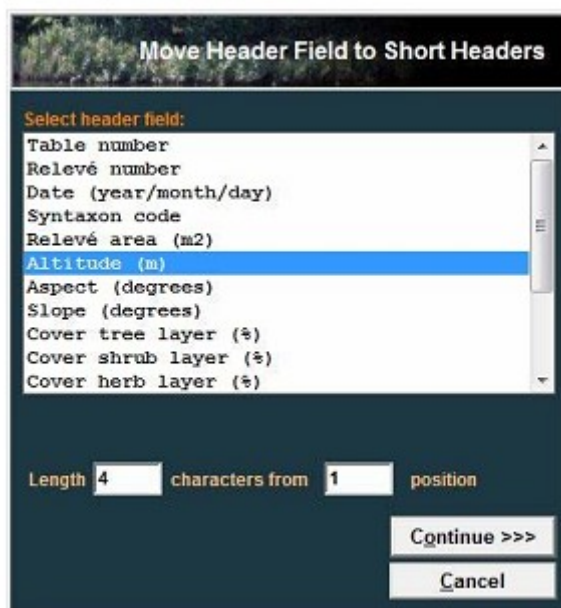 Move Header Field to Short Headers
Select header field:
Table number
Relevé number
Date (year/month/day)
Syntaxon code
Relevé area (m2)
Altitude (m)
Aspect (degrees)
Slope (degrees)
Cover tree layer (%)
Cover shrub layer (%)
Cover herb layer (%)
Length 4 characters from 1 position
Continue >>>
Cancel